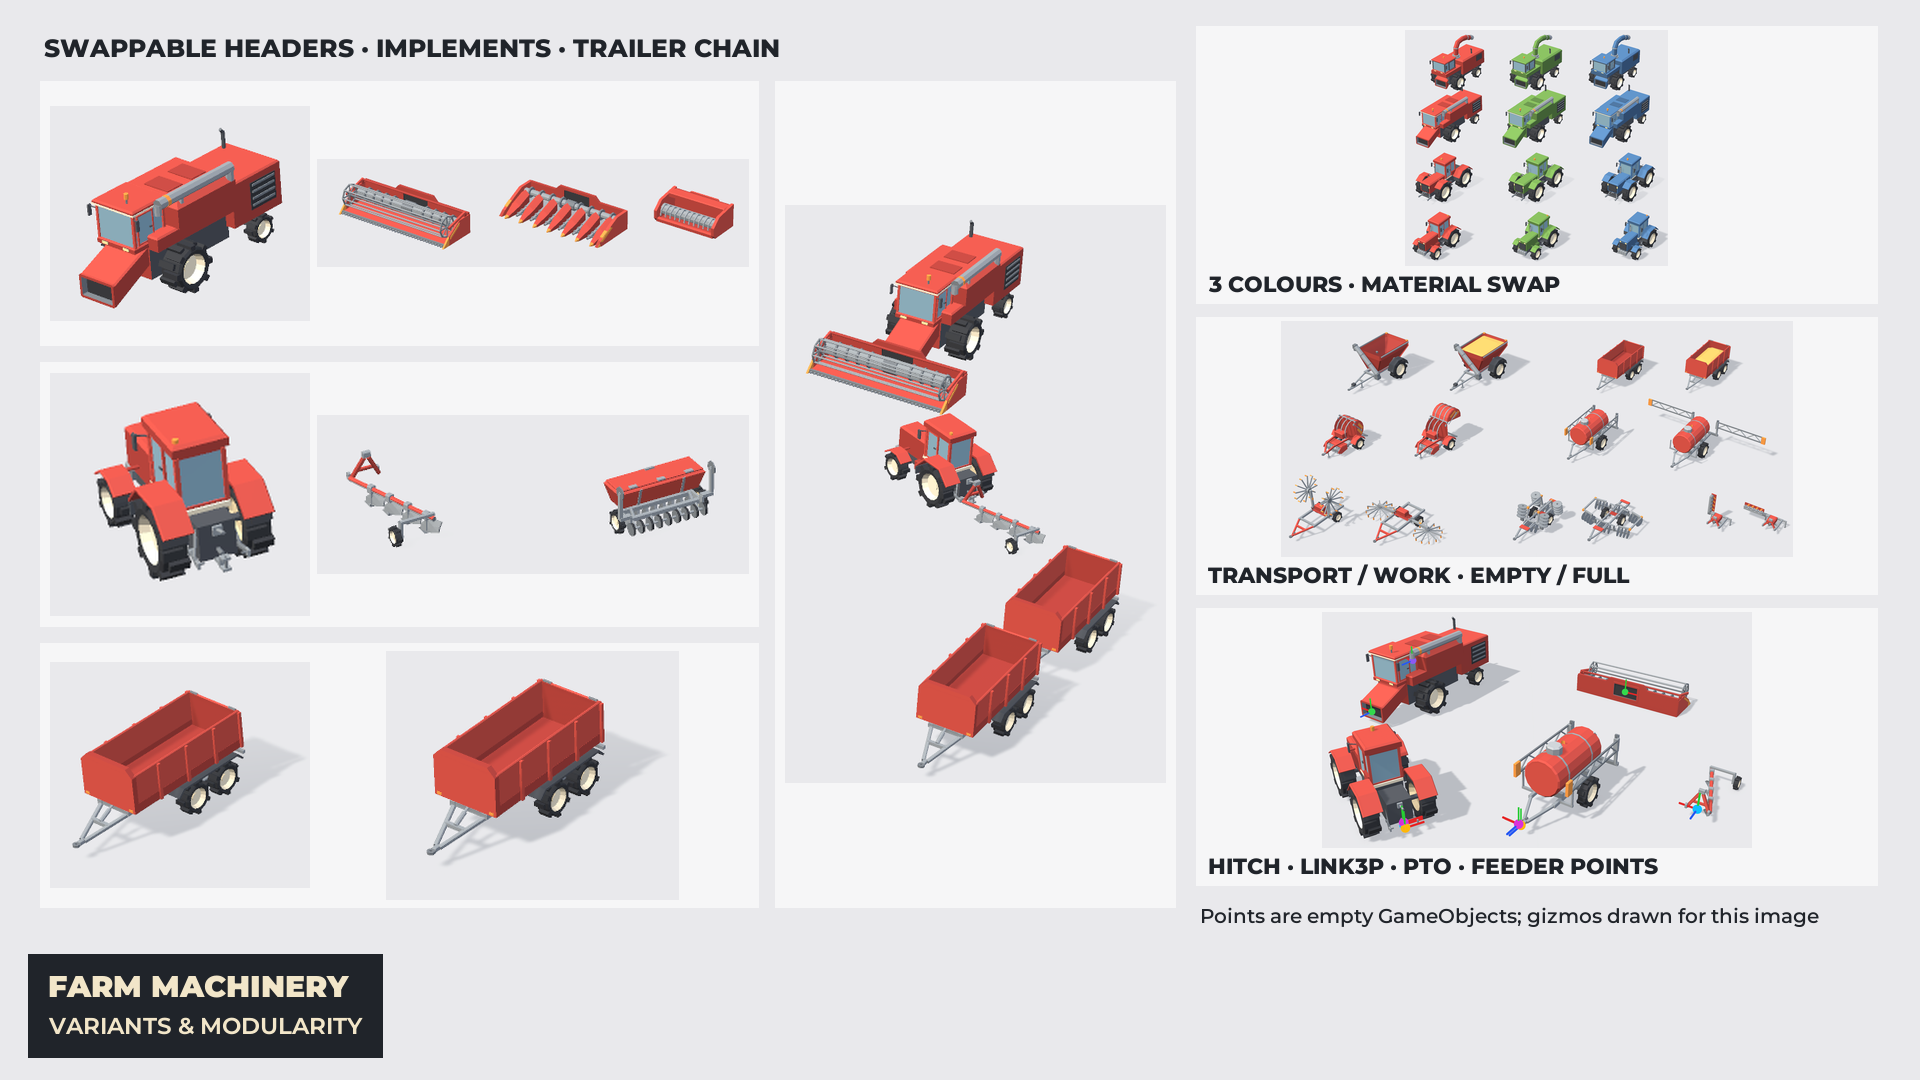 SWAPPABLE HEADERS · IMPLEMENTS · TRAILER CHAIN
3 COLOURS · MATERIAL SWAP
TRANSPORT / WORK · EMPTY / FULL
HITCH · LINK3P · PTO · FEEDER POINTS
Points are empty GameObjects; gizmos drawn for this image
FARM MACHINERY
VARIANTS & MODULARITY